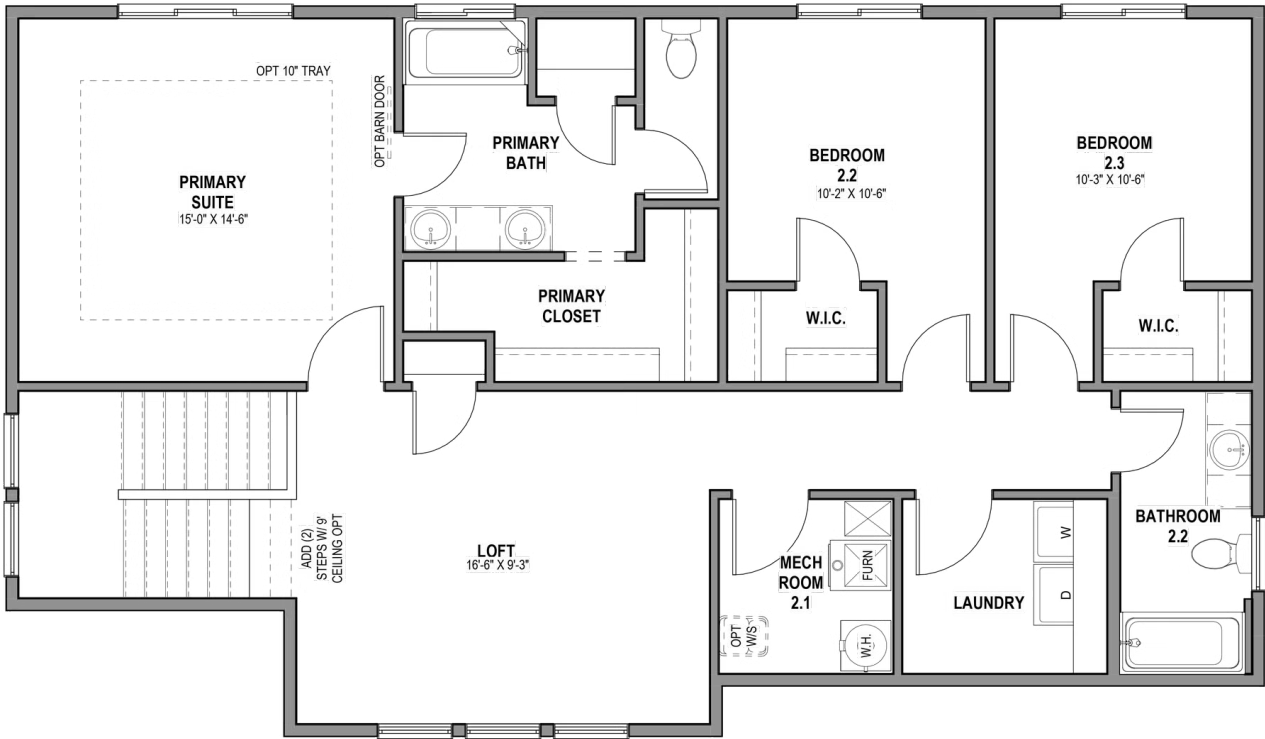 OPT 10" TRAY
OPT BARN DOOR
PRIMARY
SUITE
15'-0" X 14'-6"
PRIMARY
BATH
BEDROOM
2.2
10'-2" X 10'-6"
BEDROOM
2.3
10'-3" X 10'-6"
PRIMARY
CLOSET
W.I.C.
W.I.C.
ADD (2)
STEPS W/ 9'
CEILING OPT
LOFT
16'-6" X 9'-3"
MECH
ROOM
2.1
FURN
OPT
W/S
W.H.
LAUNDRY
W
D
BATHROOM
2.2